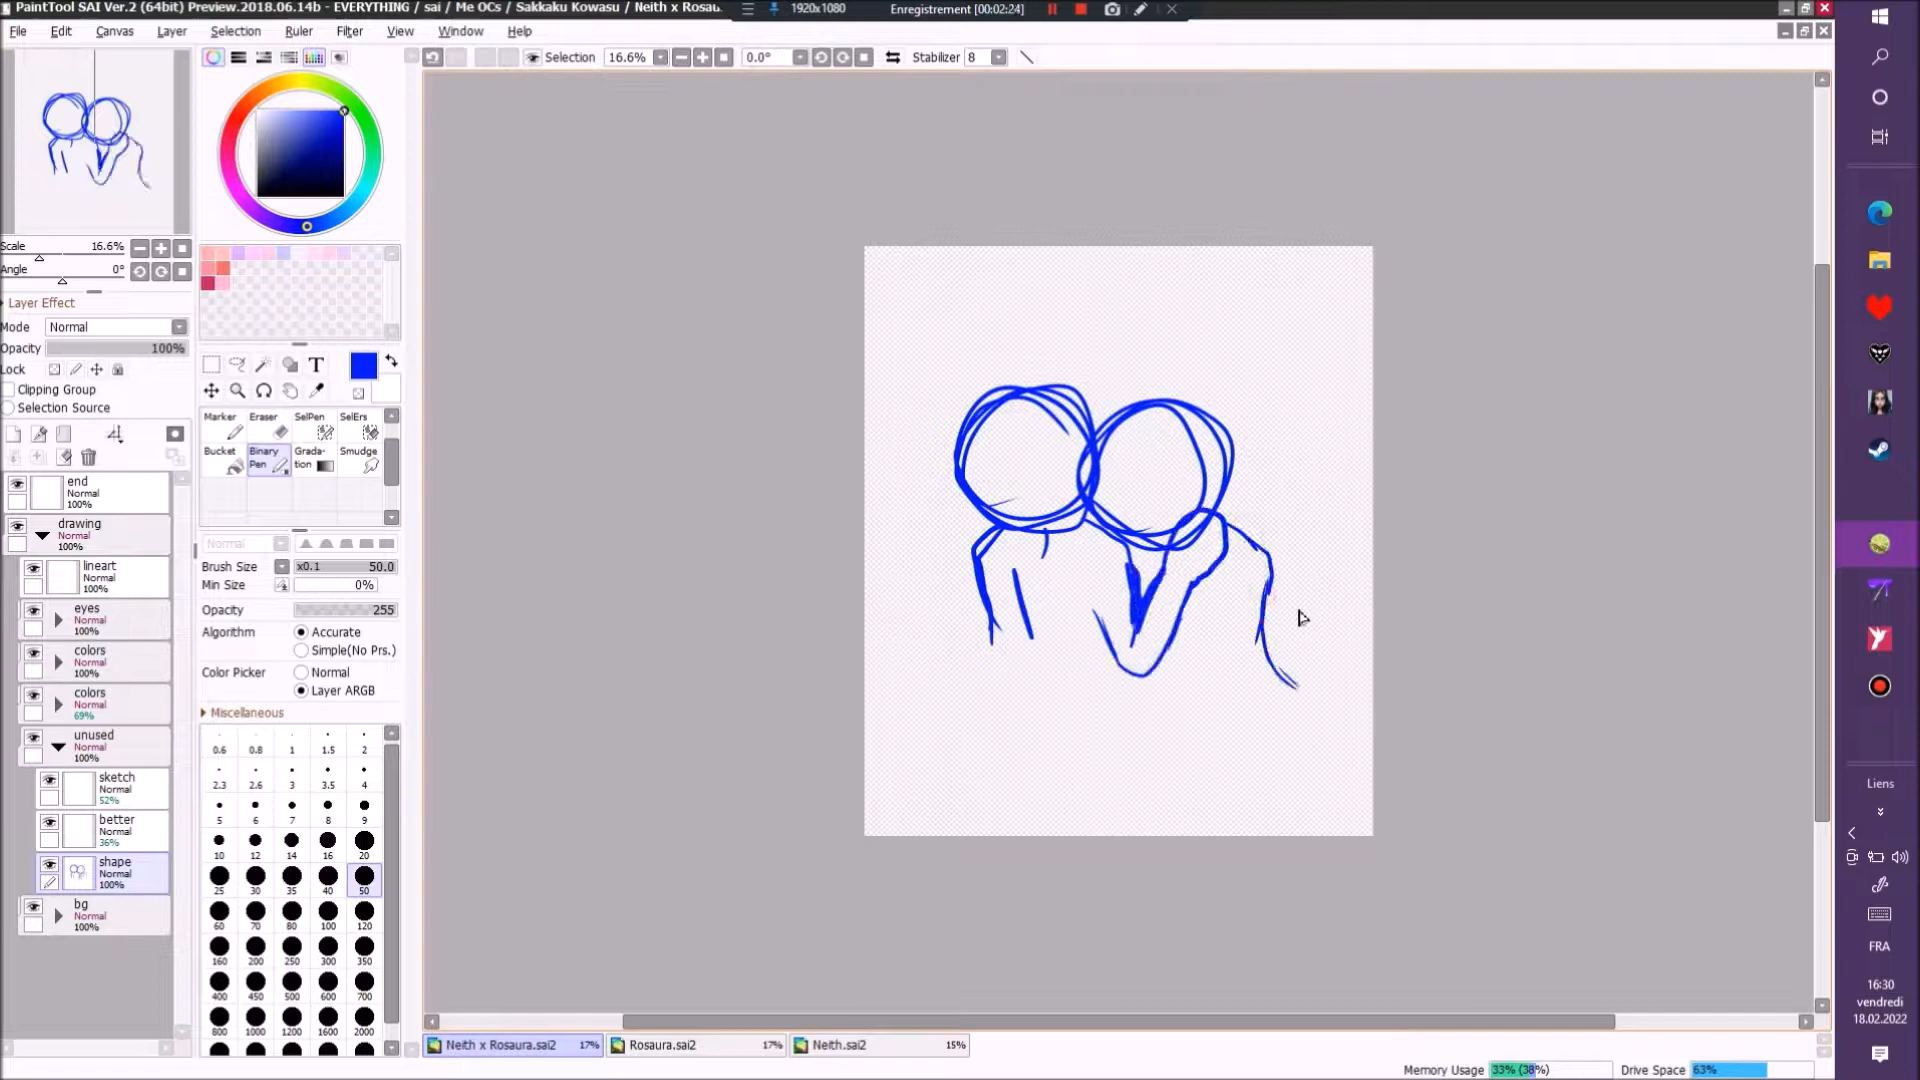 PaintTool SAI Ver.2 (64bit) Preview.2018.06.14b - EVERYTHING / sai / Me OCs / Sakkaku Kowasu / Neith x Rosau.
1920x1080
Enregistrement [00:02:24]
File Edit Canvas Layer Selection Ruler Filter View Window Help
Selection 16.6% 0.0° Stabilizer 8
Scale 16.6%
Angle 0°
Layer Effect
Mode Normal
Opacity 100%
Lock
Clipping Group
Selection Source
end
Normal
100%
drawing
100%
lineart
Normal
100%
eyes
Normal
100%
colors
Normal
100%
colors
Normal
69%
unused
Normal
100%
sketch
Normal
52%
better
Normal
36%
shape
Normal
100%
bg
Normal
100%
T
Marker Eraser SelPen SelErs
Bucket Binary Pen Grada-tion Smudge
Normal
Brush Size x0.1 50.0
Min Size 0%
Opacity 255
Algorithm Accurate
Simple(No Prs.)
Color Picker Normal
Layer ARGB
Miscellaneous
0.6 0.8 1 1.5 2
2.3 2.6 3 3.5 4
5 6 7 8 9
10 12 14 16 20
25 30 35 40 50
60 70 80 100 120
160 200 250 300 350
400 450 500 600 700
800 1000 1200 1600 2000
Neith x Rosaura.sai2 17% Rosaura.sai2 17% Neith.sai2 15%
Memory Usage 33% (38%) Drive Space 63%
Liens
FRA
16:30
vendredi
18.02.2022